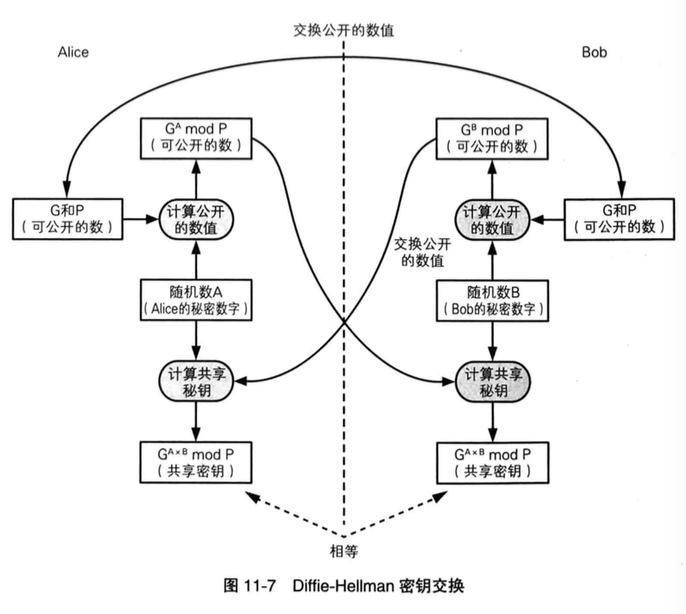 交换公开的数值
Alice
Bob
Gᴬ mod P
（可公开的数）
Gᴮ mod P
（可公开的数）
G和P
（可公开的数）
计算公开
的数值
计算公开
的数值
G和P
（可公开的数）
交换公开
的数值
随机数A
（Alice的秘密数字）
随机数B
（Bob的秘密数字）
计算共享
秘钥
计算共享
秘钥
Gᴬ˟ᴮ mod P
（共享密钥）
Gᴬ˟ᴮ mod P
（共享密钥）
相等
图 11-7 Diffie-Hellman 密钥交换